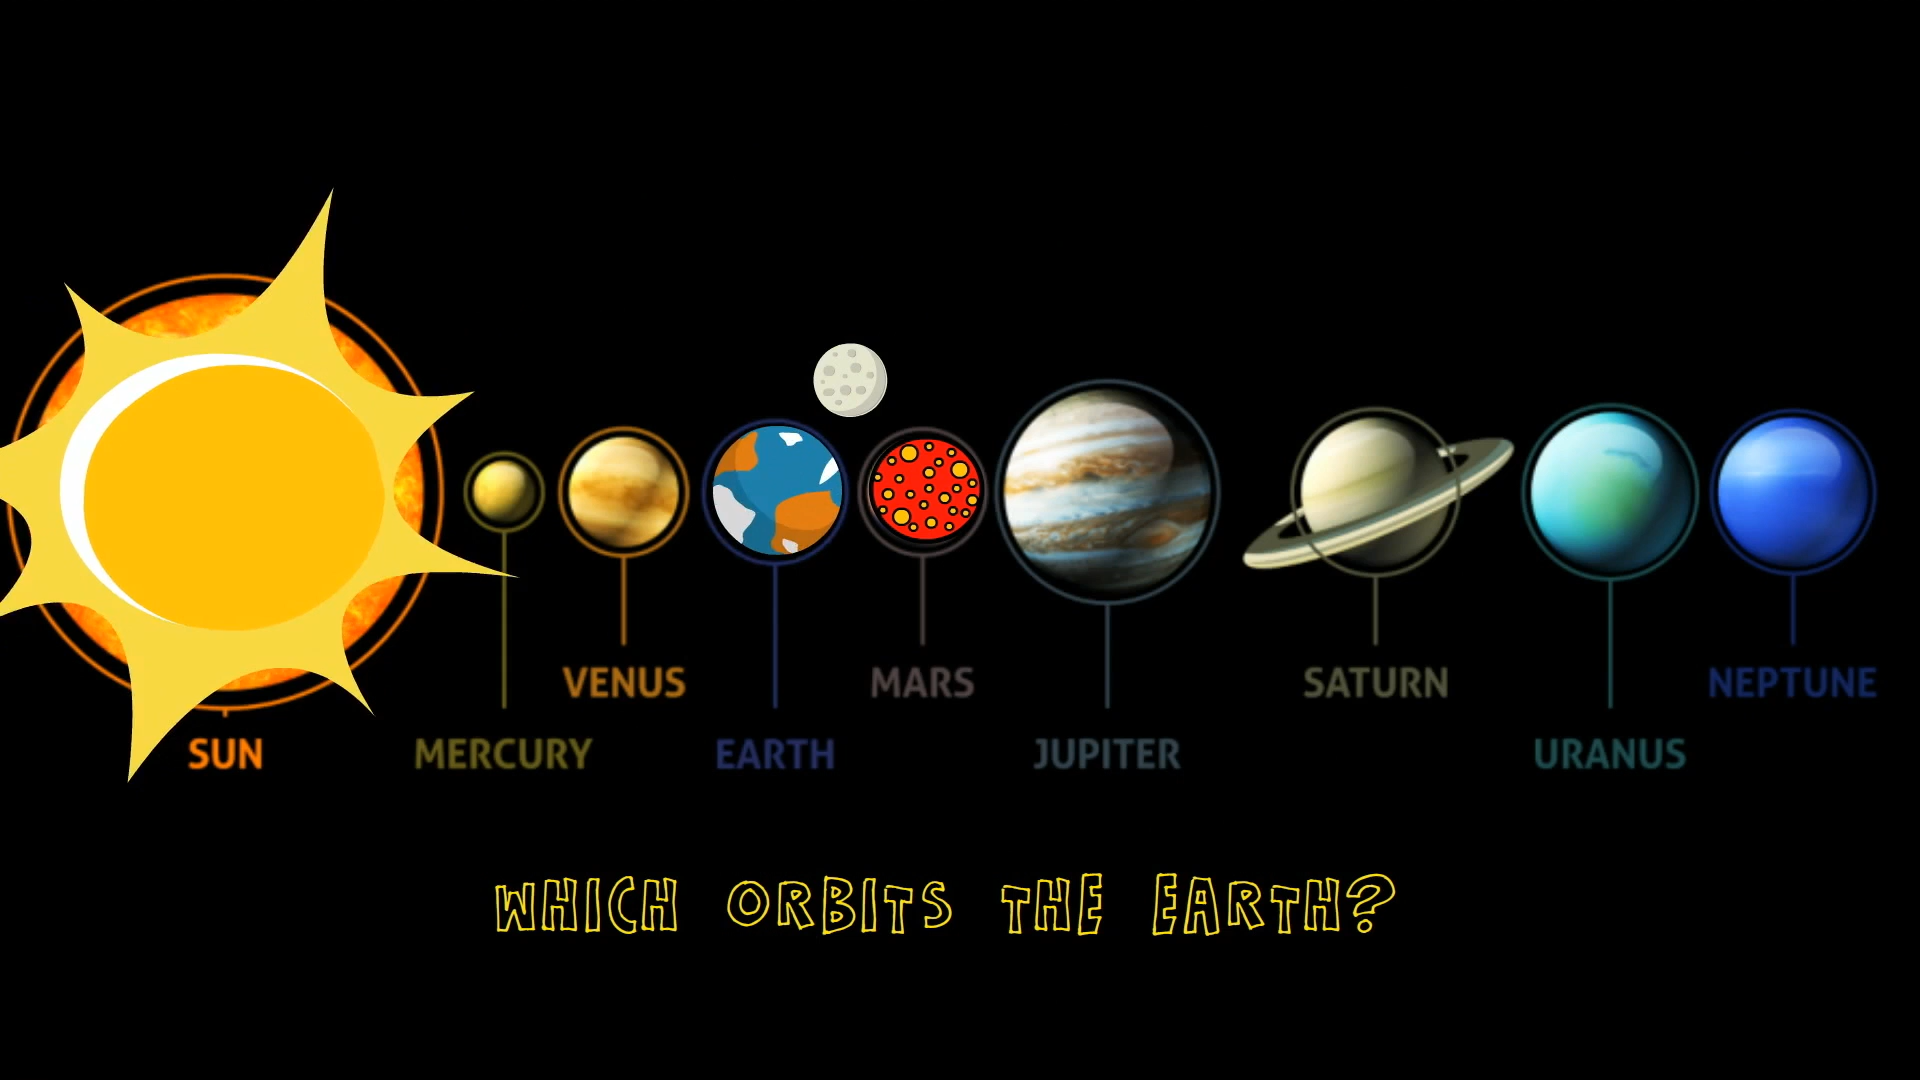 VENUS MARS SATURN NEPTUNE
SUN MERCURY EARTH JUPITER URANUS
WHICH ORBITS THE EARTH?